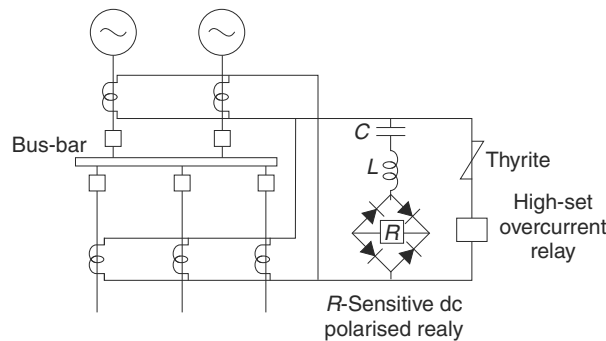 Bus-bar
C
L
R
Thyrite
High-set
overcurrent
relay
R-Sensitive dc
polarised realy